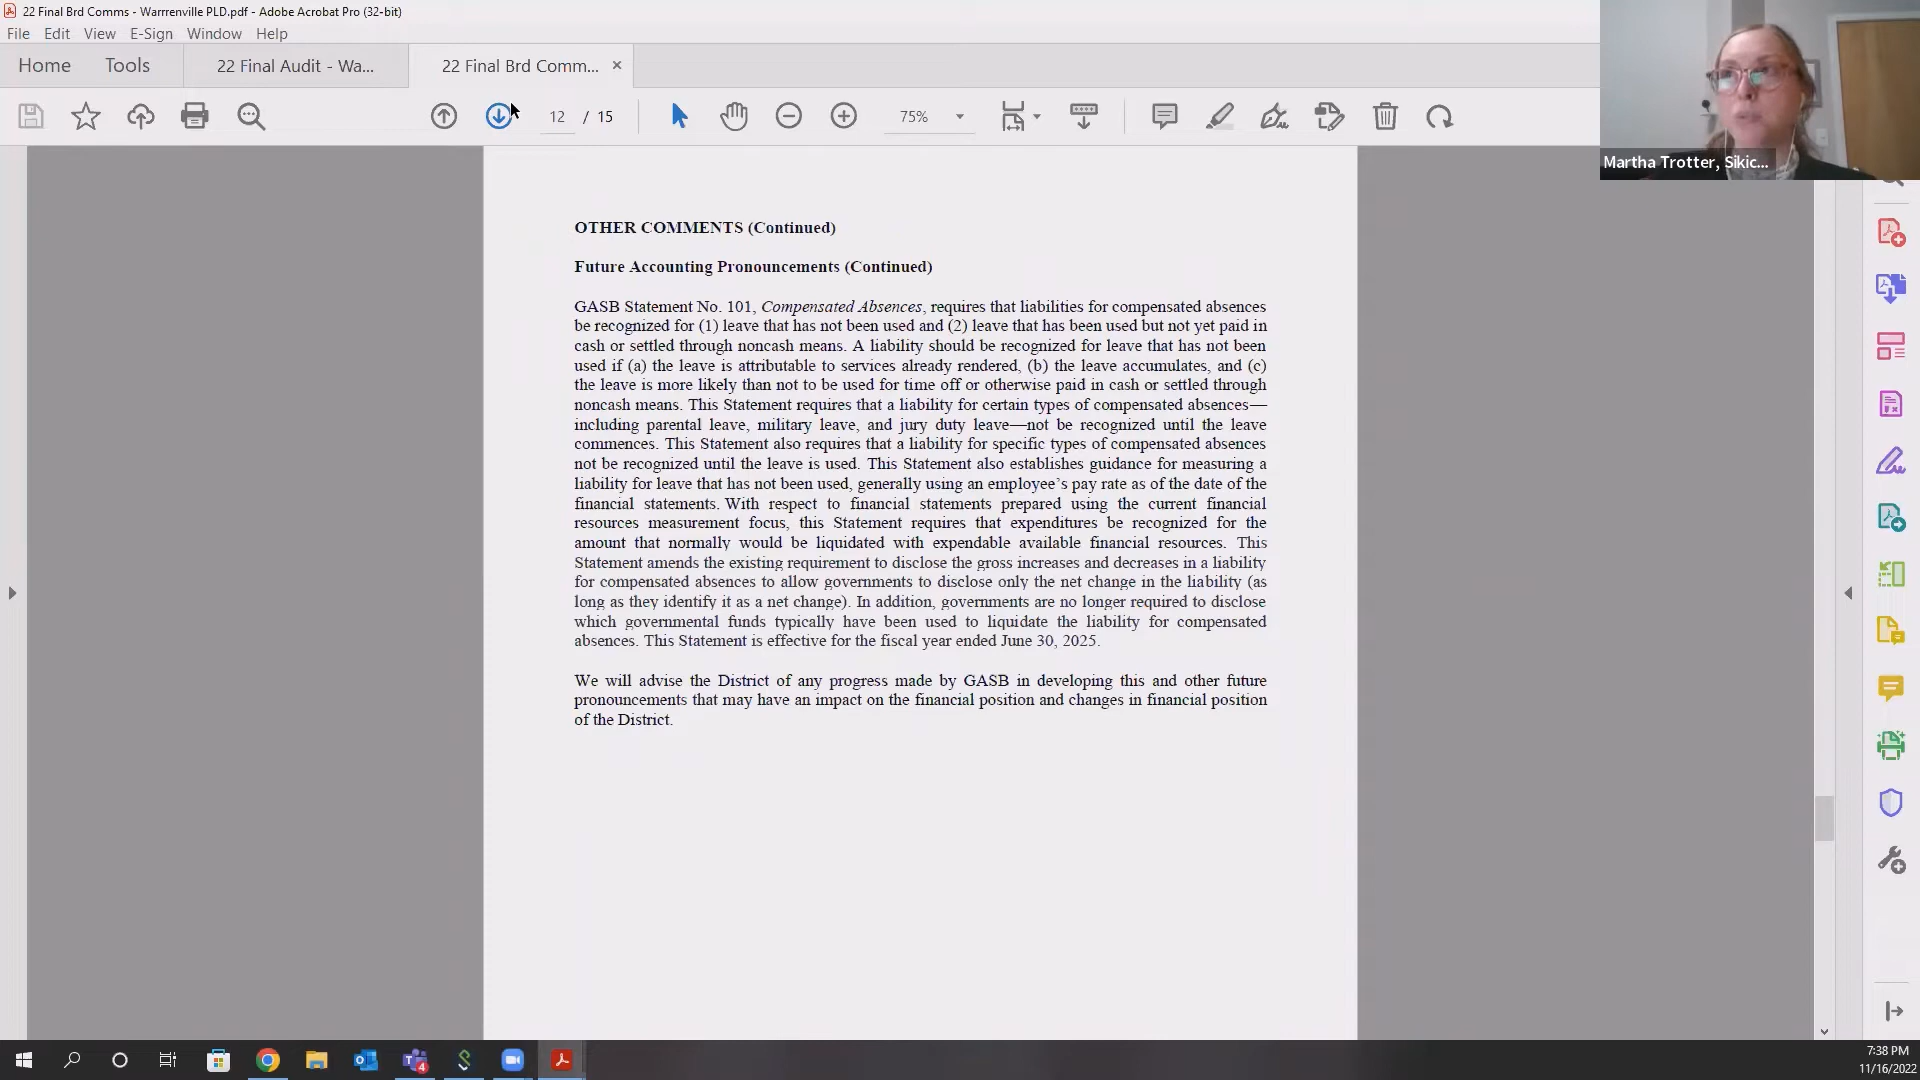 22 Final Brd Comms - Warrrenville PLD.pdf - Adobe Acrobat Pro (32-bit)
File Edit View E-Sign Window Help
Home Tools 22 Final Audit - Wa... 22 Final Brd Comm... ×
12 / 15 75%
Martha Trotter, Sikic...
OTHER COMMENTS (Continued)
Future Accounting Pronouncements (Continued)
GASB Statement No. 101, Compensated Absences, requires that liabilities for compensated absences
be recognized for (1) leave that has not been used and (2) leave that has been used but not yet paid in
cash or settled through noncash means. A liability should be recognized for leave that has not been
used if (a) the leave is attributable to services already rendered, (b) the leave accumulates, and (c)
the leave is more likely than not to be used for time off or otherwise paid in cash or settled through
noncash means. This Statement requires that a liability for certain types of compensated absences—
including parental leave, military leave, and jury duty leave—not be recognized until the leave
commences. This Statement also requires that a liability for specific types of compensated absences
not be recognized until the leave is used. This Statement also establishes guidance for measuring a
liability for leave that has not been used, generally using an employee’s pay rate as of the date of the
financial statements. With respect to financial statements prepared using the current financial
resources measurement focus, this Statement requires that expenditures be recognized for the
amount that normally would be liquidated with expendable available financial resources. This
Statement amends the existing requirement to disclose the gross increases and decreases in a liability
for compensated absences to allow governments to disclose only the net change in the liability (as
long as they identify it as a net change). In addition, governments are no longer required to disclose
which governmental funds typically have been used to liquidate the liability for compensated
absences. This Statement is effective for the fiscal year ended June 30, 2025.
We will advise the District of any progress made by GASB in developing this and other future
pronouncements that may have an impact on the financial position and changes in financial position
of the District.
4
7:38 PM
11/16/2022